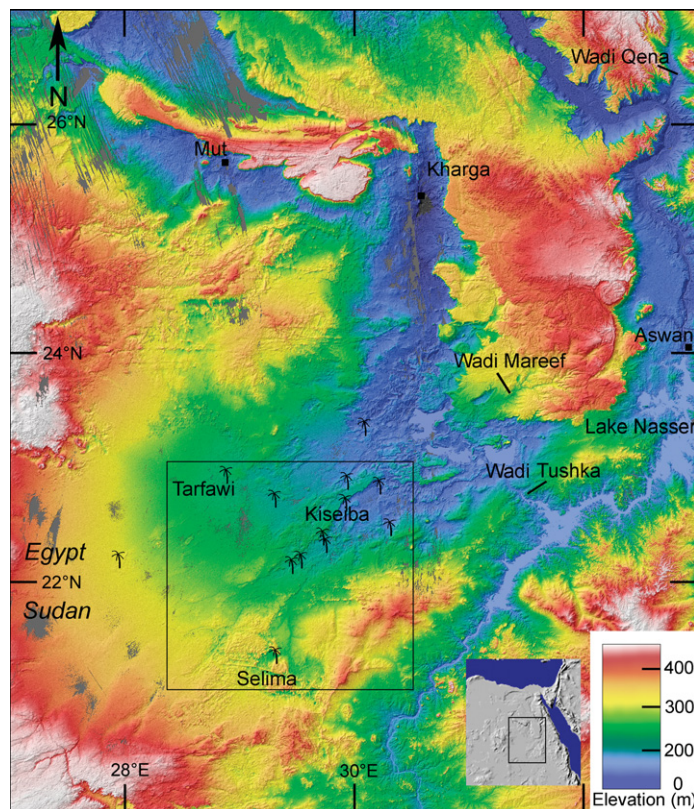 N
Wadi Qena
26°N
Mut
Kharga
24°N
Aswan
Wadi Mareef
Lake Nasser
Wadi Tushka
Tarfawi
Kiseiba
Egypt
22°N
Sudan
Selima
28°E
30°E
400
300
200
0
Elevation (m)